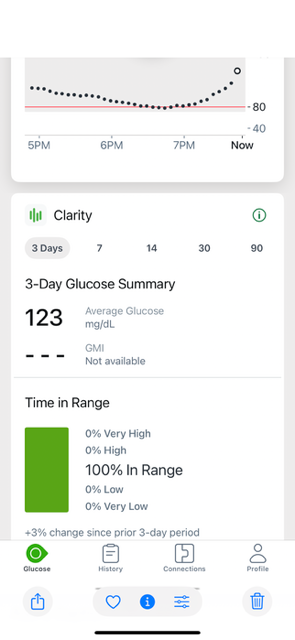 80
40
5PM 6PM 7PM Now
Clarity
3 Days 7 14 30 90
3-Day Glucose Summary
123
Average Glucose
mg/dL
---
GMI
Not available
Time in Range
0% Very High
0% High
100% In Range
0% Low
0% Very Low
+3% change since prior 3-day period
Glucose History Connections Profile